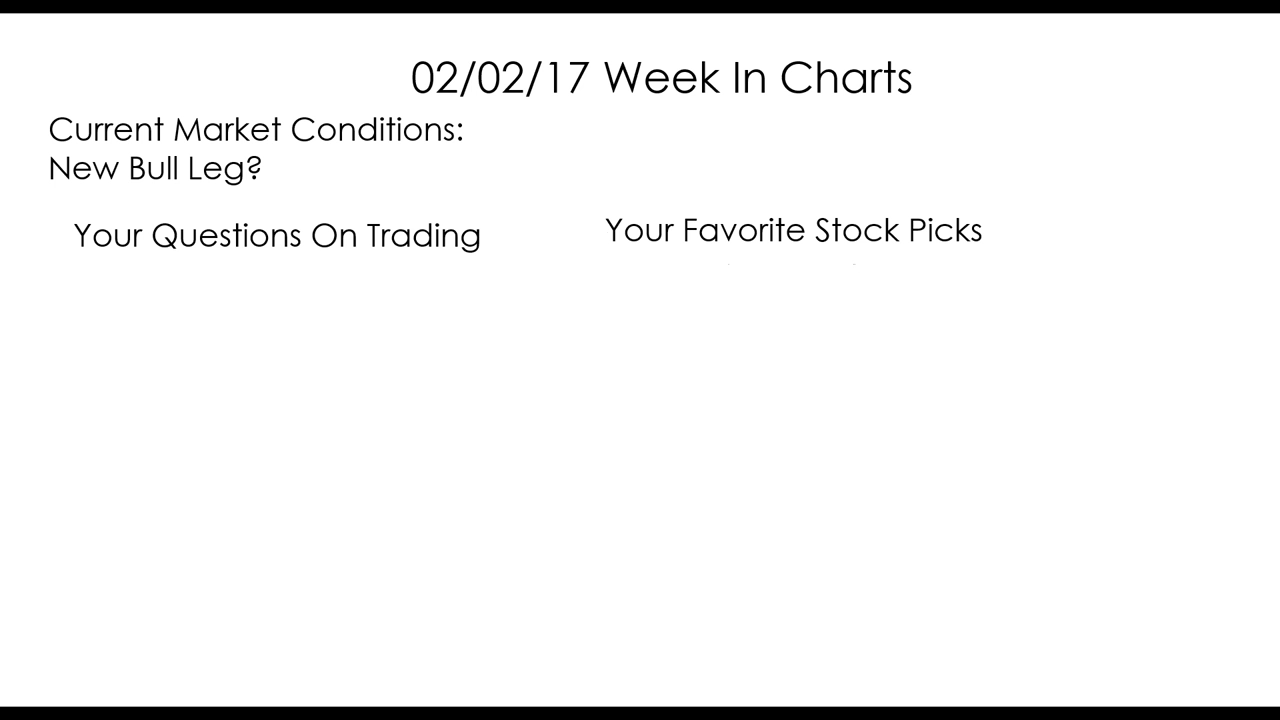 02/02/17 Week In Charts
Current Market Conditions:
New Bull Leg?
Your Questions On Trading
Your Favorite Stock Picks